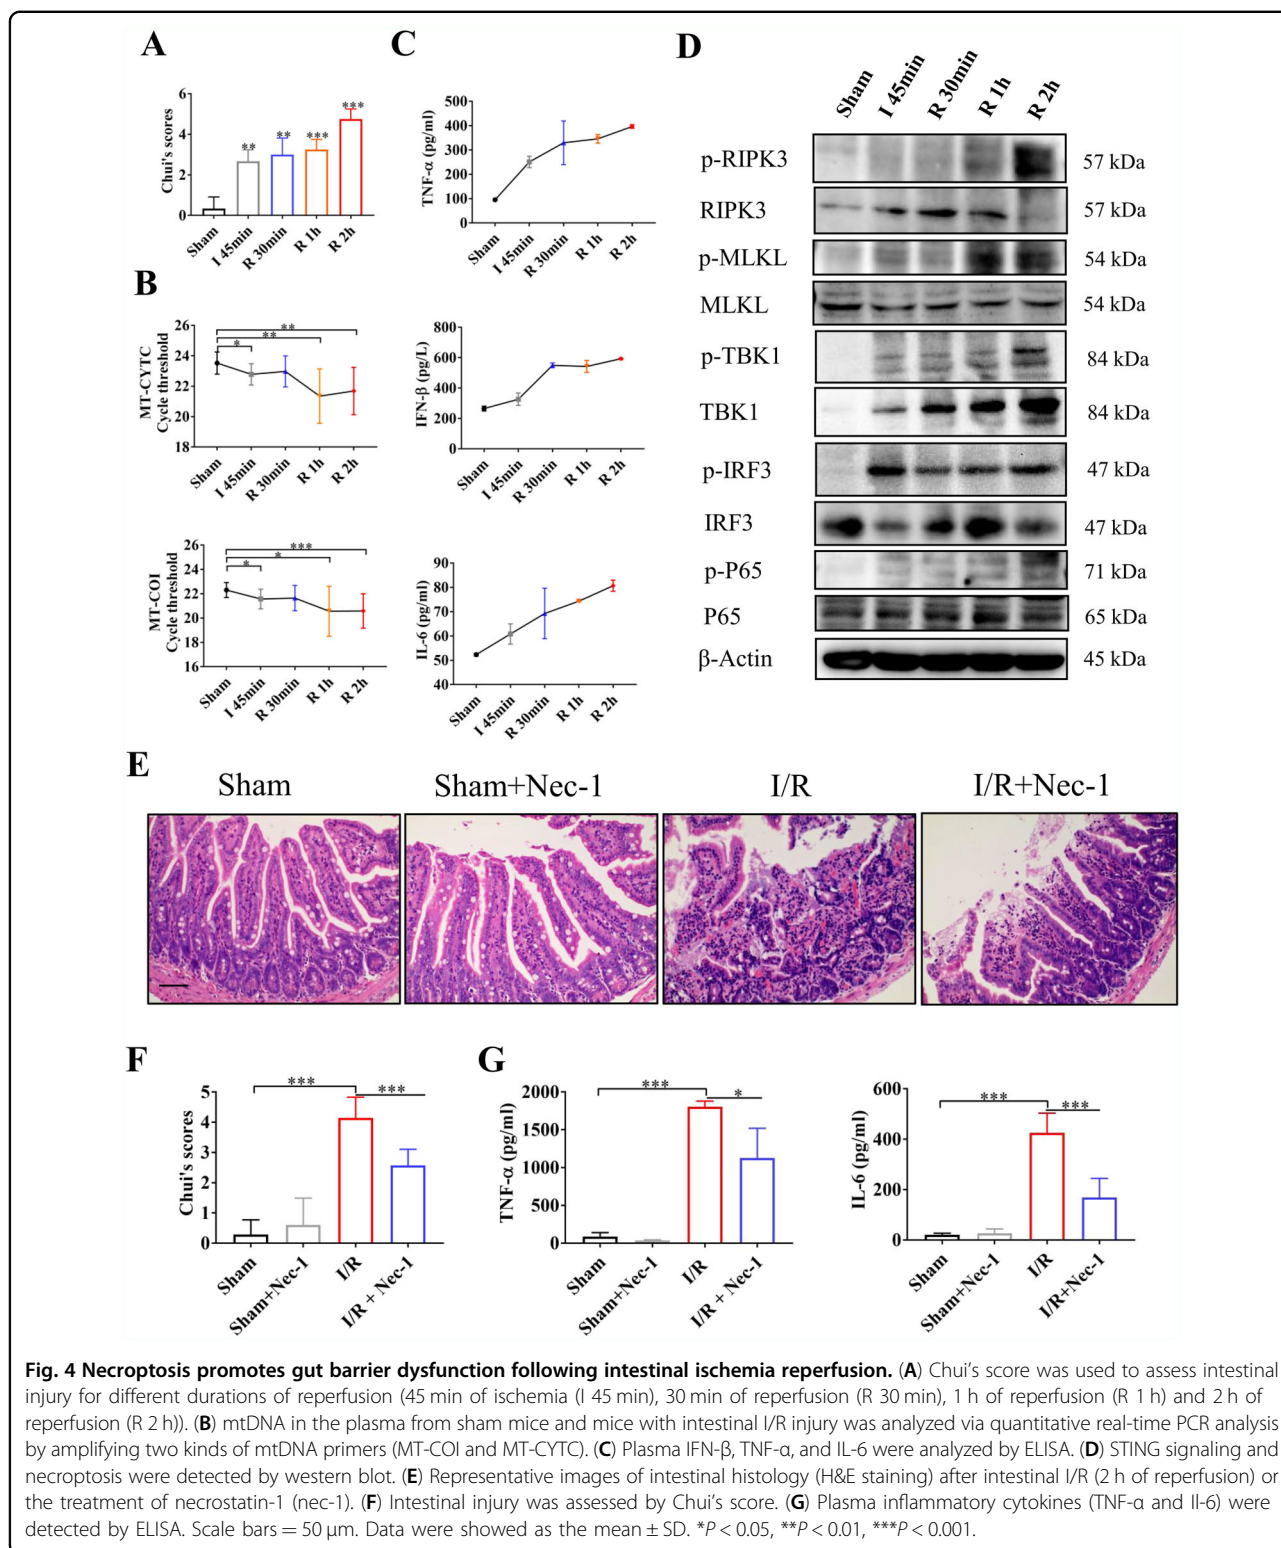 A
Chui's scores
6
4
2
0
**
**
***
***
Sham
I 45min
R 30min
R 1h
R 2h
B
MT-CYTC
Cycle threshold
26
24
22
20
18
*
**
**
Sham
I 45min
R 30min
R 1h
R 2h
MT-COI
Cycle threshold
26
24
22
20
18
16
*
*
***
Sham
I 45min
R 30min
R 1h
R 2h
C
TNF-α (pg/ml)
500
400
300
200
100
0
Sham
I 45min
R 30min
R 1h
R 2h
IFN-β (pg/L)
800
600
400
200
0
Sham
I 45min
R 30min
R 1h
R 2h
IL-6 (pg/ml)
90
80
70
60
50
40
Sham
I 45min
R 30min
R 1h
R 2h
D
Sham
I 45min
R 30min
R 1h
R 2h
p-RIPK3 57 kDa
RIPK3 57 kDa
p-MLKL 54 kDa
MLKL 54 kDa
p-TBK1 84 kDa
TBK1 84 kDa
p-IRF3 47 kDa
IRF3 47 kDa
p-P65 71 kDa
P65 65 kDa
β-Actin 45 kDa
E
Sham
Sham+Nec-1
I/R
I/R+Nec-1
F
Chui's scores
5
4
3
2
1
0
***
***
Sham
Sham+Nec-1
I/R
I/R + Nec-1
G
TNF-α (pg/ml)
2000
1500
1000
500
0
***
*
Sham
Sham+Nec-1
I/R
I/R + Nec-1
IL-6 (pg/ml)
600
400
200
0
***
***
Sham
Sham+Nec-1
I/R
I/R+Nec-1
Fig. 4 Necroptosis promotes gut barrier dysfunction following intestinal ischemia reperfusion. (A) Chui's score was used to assess intestinal
injury for different durations of reperfusion (45 min of ischemia (I 45 min), 30 min of reperfusion (R 30 min), 1 h of reperfusion (R 1 h) and 2 h of
reperfusion (R 2 h)). (B) mtDNA in the plasma from sham mice and mice with intestinal I/R injury was analyzed via quantitative real-time PCR analysis
by amplifying two kinds of mtDNA primers (MT-COI and MT-CYTC). (C) Plasma IFN-β, TNF-α, and IL-6 were analyzed by ELISA. (D) STING signaling and
necroptosis were detected by western blot. (E) Representative images of intestinal histology (H&E staining) after intestinal I/R (2 h of reperfusion) or
the treatment of necrostatin-1 (nec-1). (F) Intestinal injury was assessed by Chui's score. (G) Plasma inflammatory cytokines (TNF-α and Il-6) were
detected by ELISA. Scale bars = 50 μm. Data were showed as the mean ± SD. *P < 0.05, **P < 0.01, ***P < 0.001.